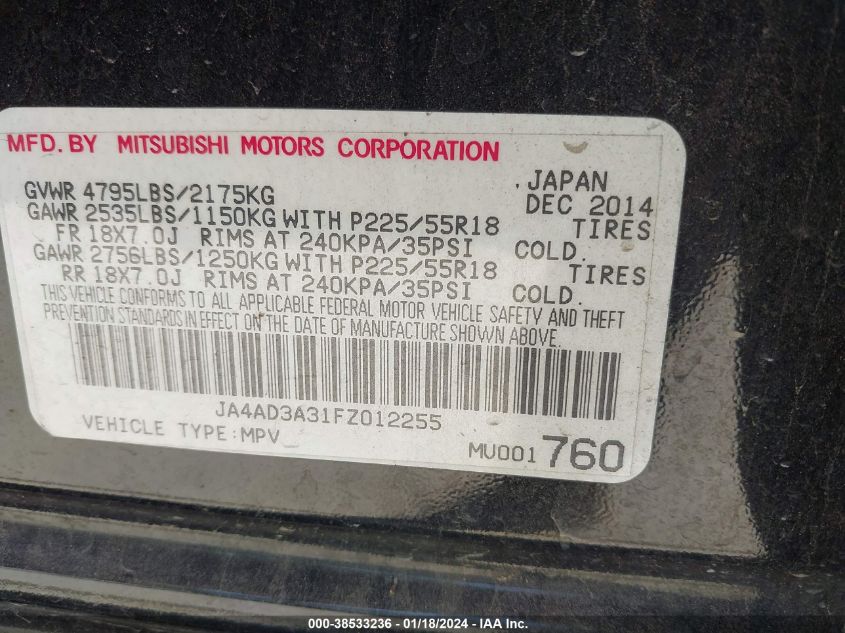 MFD. BY MITSUBISHI MOTORS CORPORATION
. JAPAN
GVWR 4795LBS/2175KG DEC 2014
GAWR 2535LBS/1150KG WITH P225/55R18 TIRES
FR 18X7.0J RIMS AT 240KPA/35PSI COLD.
GAWR 2756LBS/1250KG WITH P225/55R18 TIRES
RR 18X7.0J RIMS AT 240KPA/35PSI COLD.
THIS VEHICLE CONFORMS TO ALL APPLICABLE FEDERAL MOTOR VEHICLE SAFETY AND THEFT
PREVENTION STANDARDS IN EFFECT ON THE DATE OF MANUFACTURE SHOWN ABOVE.
JA4AD3A31FZ012255
VEHICLE TYPE:MPV MU001 760
000-38533236 - 01/18/2024 - IAA Inc.